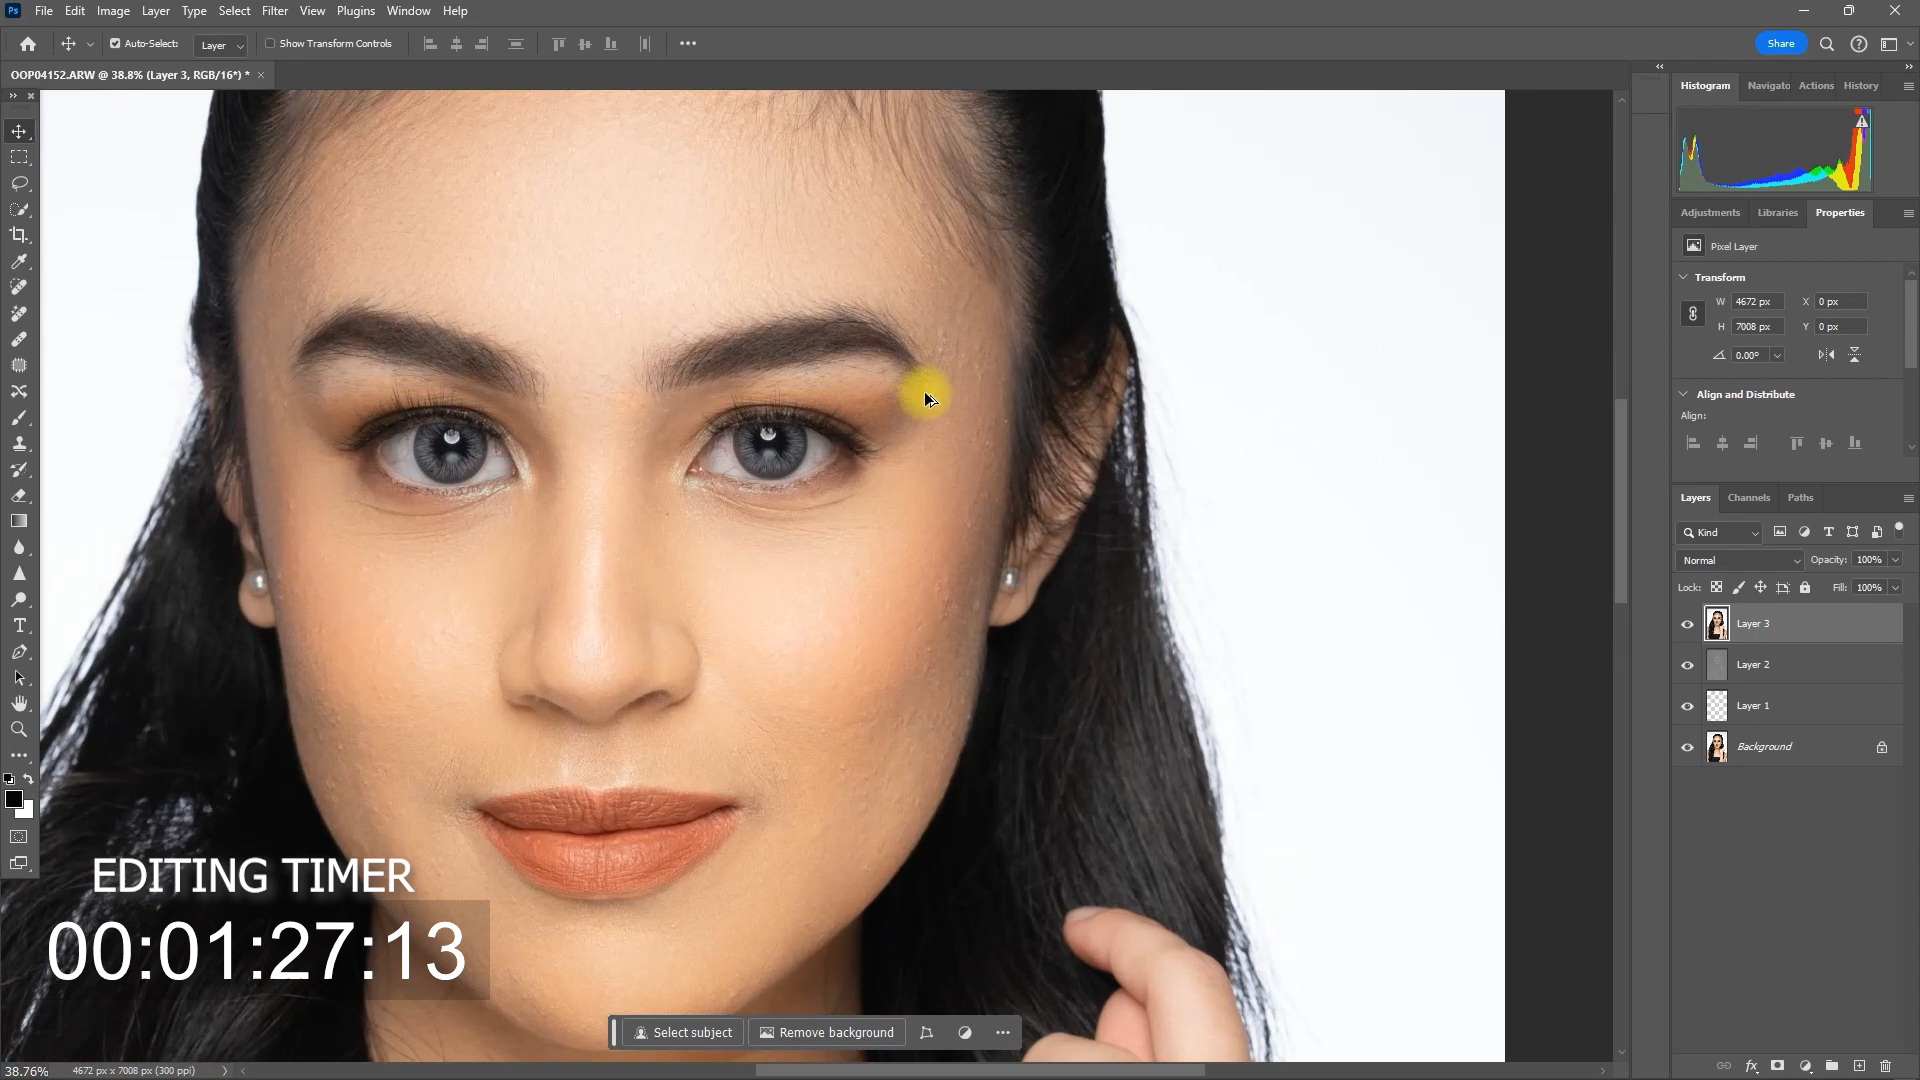 Ps File Edit Image Layer Type Select Filter View Plugins Window Help
Auto-Select: Layer Show Transform Controls Share
OOP04152.ARW @ 38.8% (Layer 3, RGB/16*) *
Histogram Navigato Actions History
Adjustments Libraries Properties
Pixel Layer
Transform
W 4672 px X 0 px
H 7008 px Y 0 px
0.00°
Align and Distribute
Align:
Layers Channels Paths
Kind
Normal Opacity: 100%
Lock: Fill: 100%
Layer 3
Layer 2
Layer 1
Background
EDITING TIMER
00:01:27:13
Select subject Remove background
38.76% 4672 px x 7008 px (300 ppi)